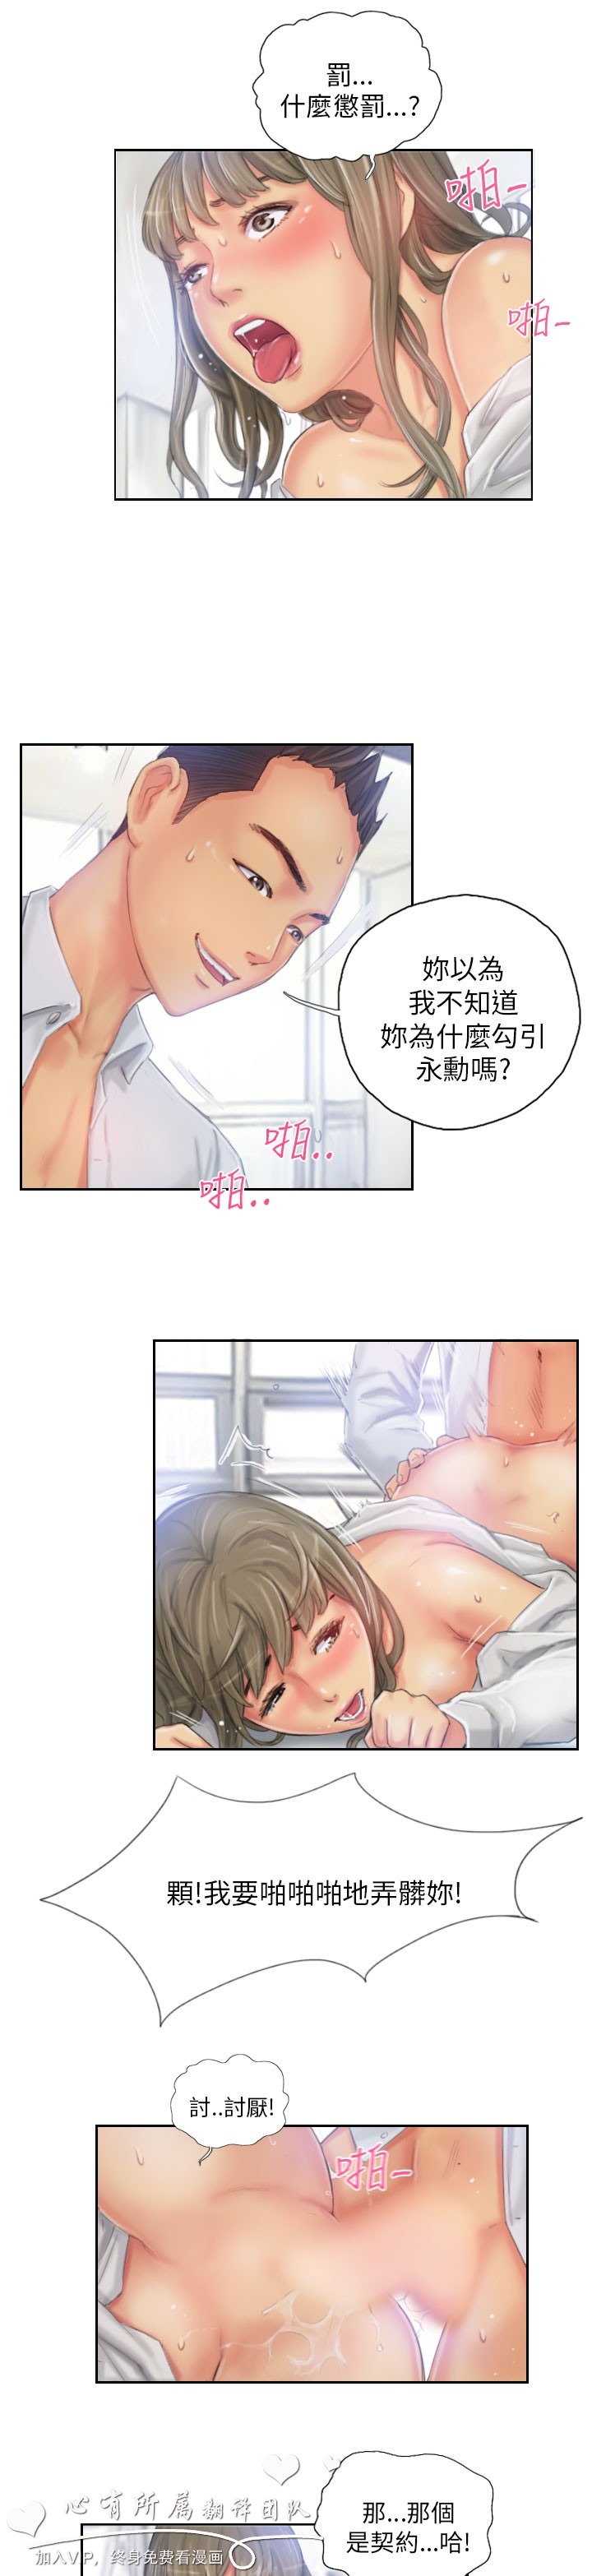 罰...
什麼懲罰...?
啪-
啪-
妳以為
我不知道
妳為什麼勾引
永勳嗎?
啪..
啪..
顆!我要啪啪啪地弄髒妳!
討..討厭!
啪-
那...那個
是契約...哈!
心有所属翻译团队
加入VP，终身免费看漫画